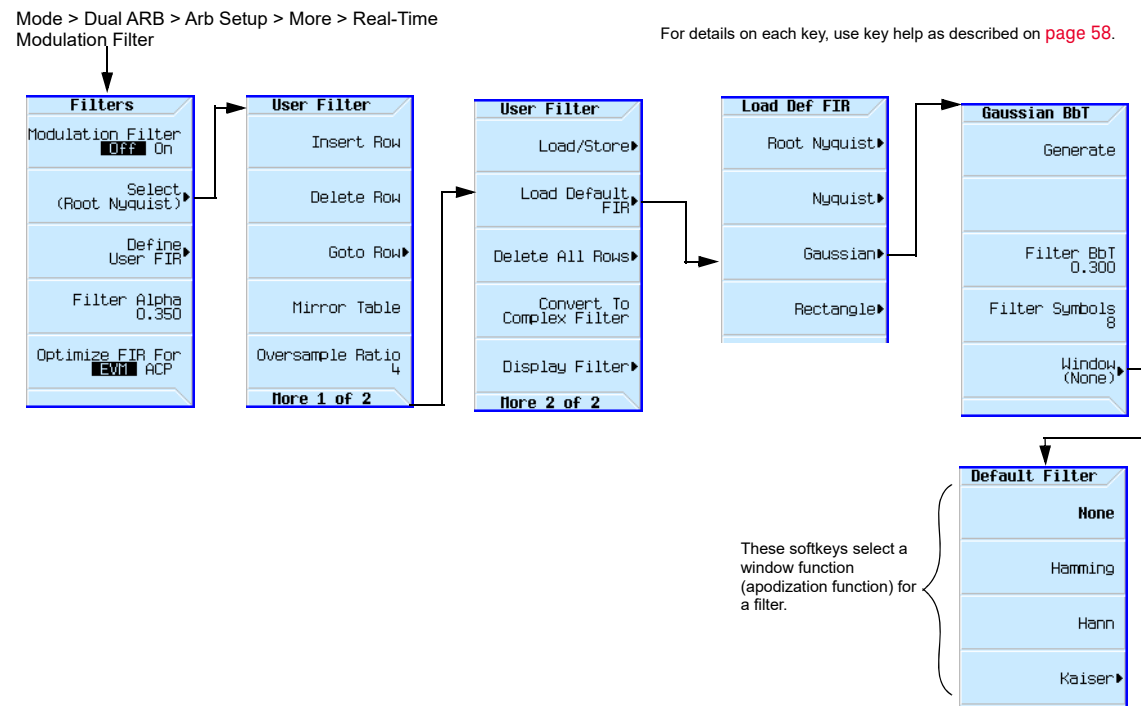 Mode > Dual ARB > Arb Setup > More > Real-Time
Modulation Filter
For details on each key, use key help as described on page 58.
Filters
Modulation Filter
Off On
Select
(Root Nyquist)
Define
User FIR
Filter Alpha
0.350
Optimize FIR For
EVM ACP
User Filter
Insert Row
Delete Row
Goto Row
Mirror Table
Oversample Ratio
4
More 1 of 2
User Filter
Load/Store
Load Default
FIR
Delete All Rows
Convert To
Complex Filter
Display Filter
More 2 of 2
Load Def FIR
Root Nyquist
Nyquist
Gaussian
Rectangle
Gaussian BbT
Generate
Filter BbT
0.300
Filter Symbols
8
Window
(None)
Default Filter
None
Hamming
Hann
Kaiser
These softkeys select a
window function
(apodization function) for
a filter.